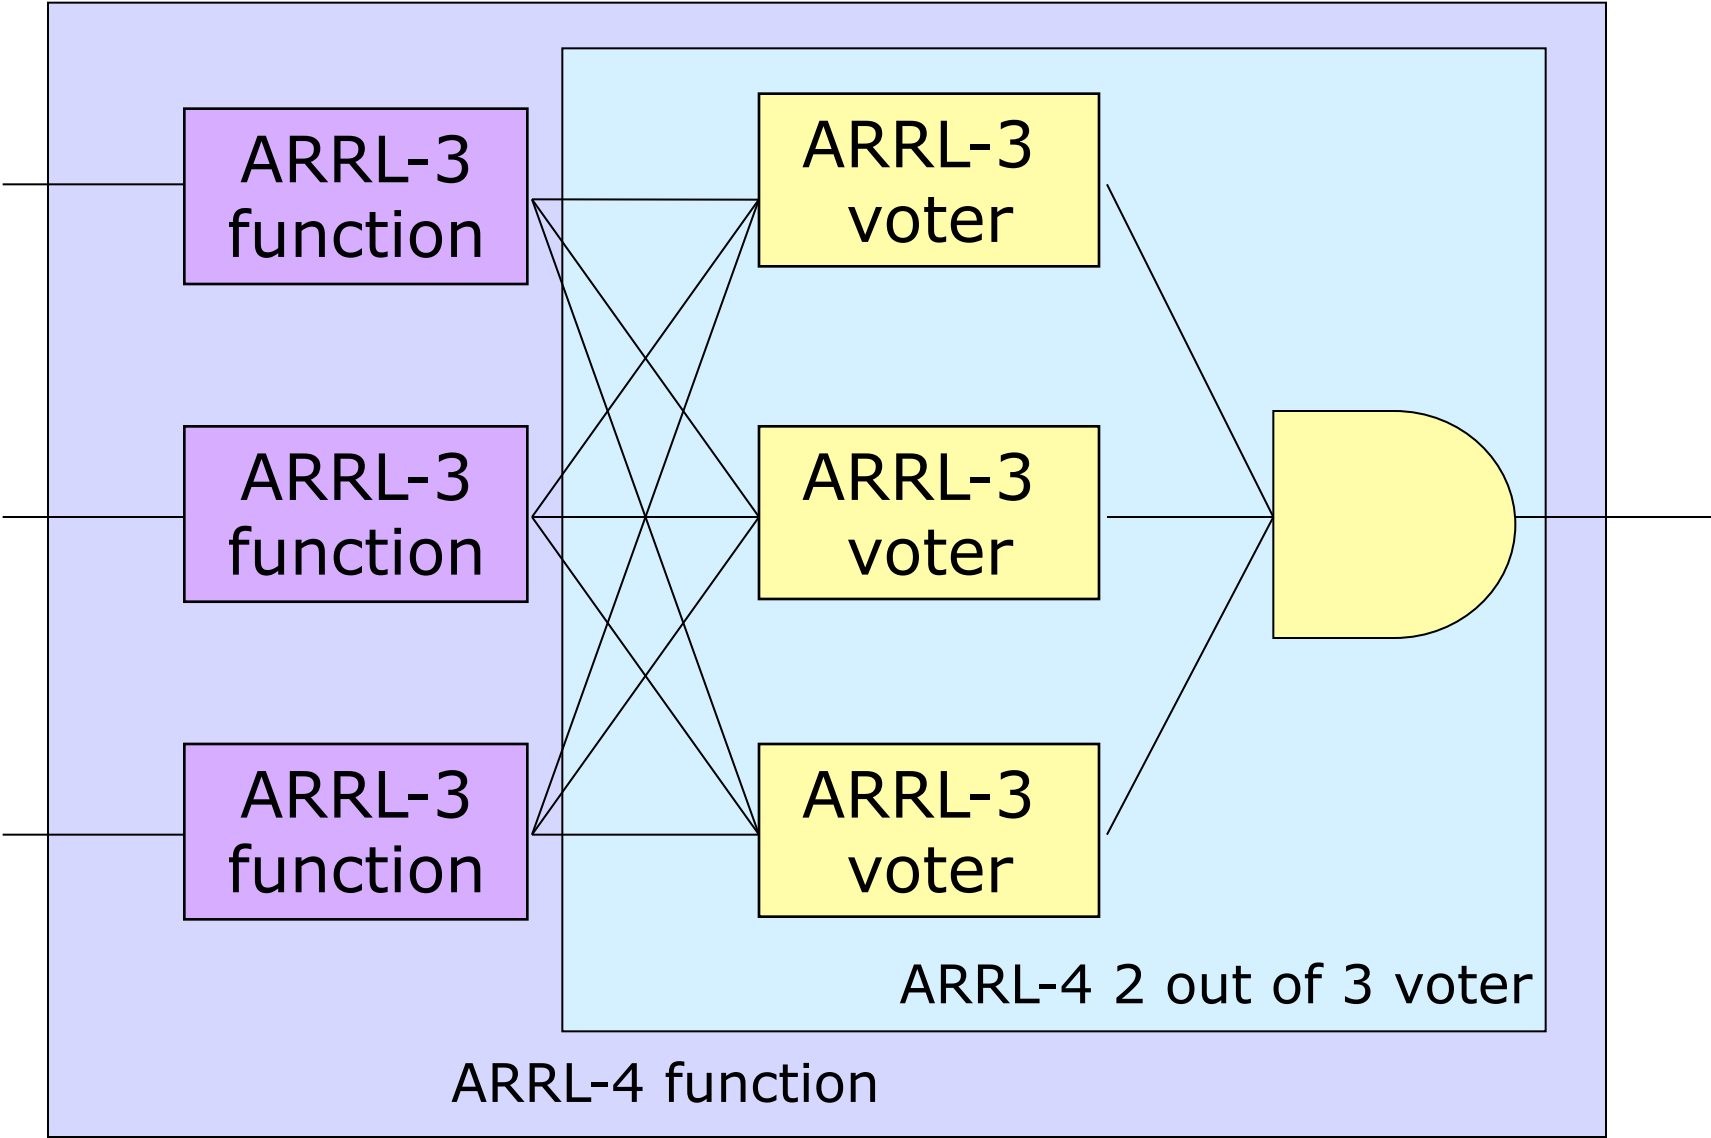 ARRL-3
function
ARRL-3
voter
ARRL-3
function
ARRL-3
voter
ARRL-3
function
ARRL-3
voter
ARRL-4 2 out of 3 voter
ARRL-4 function